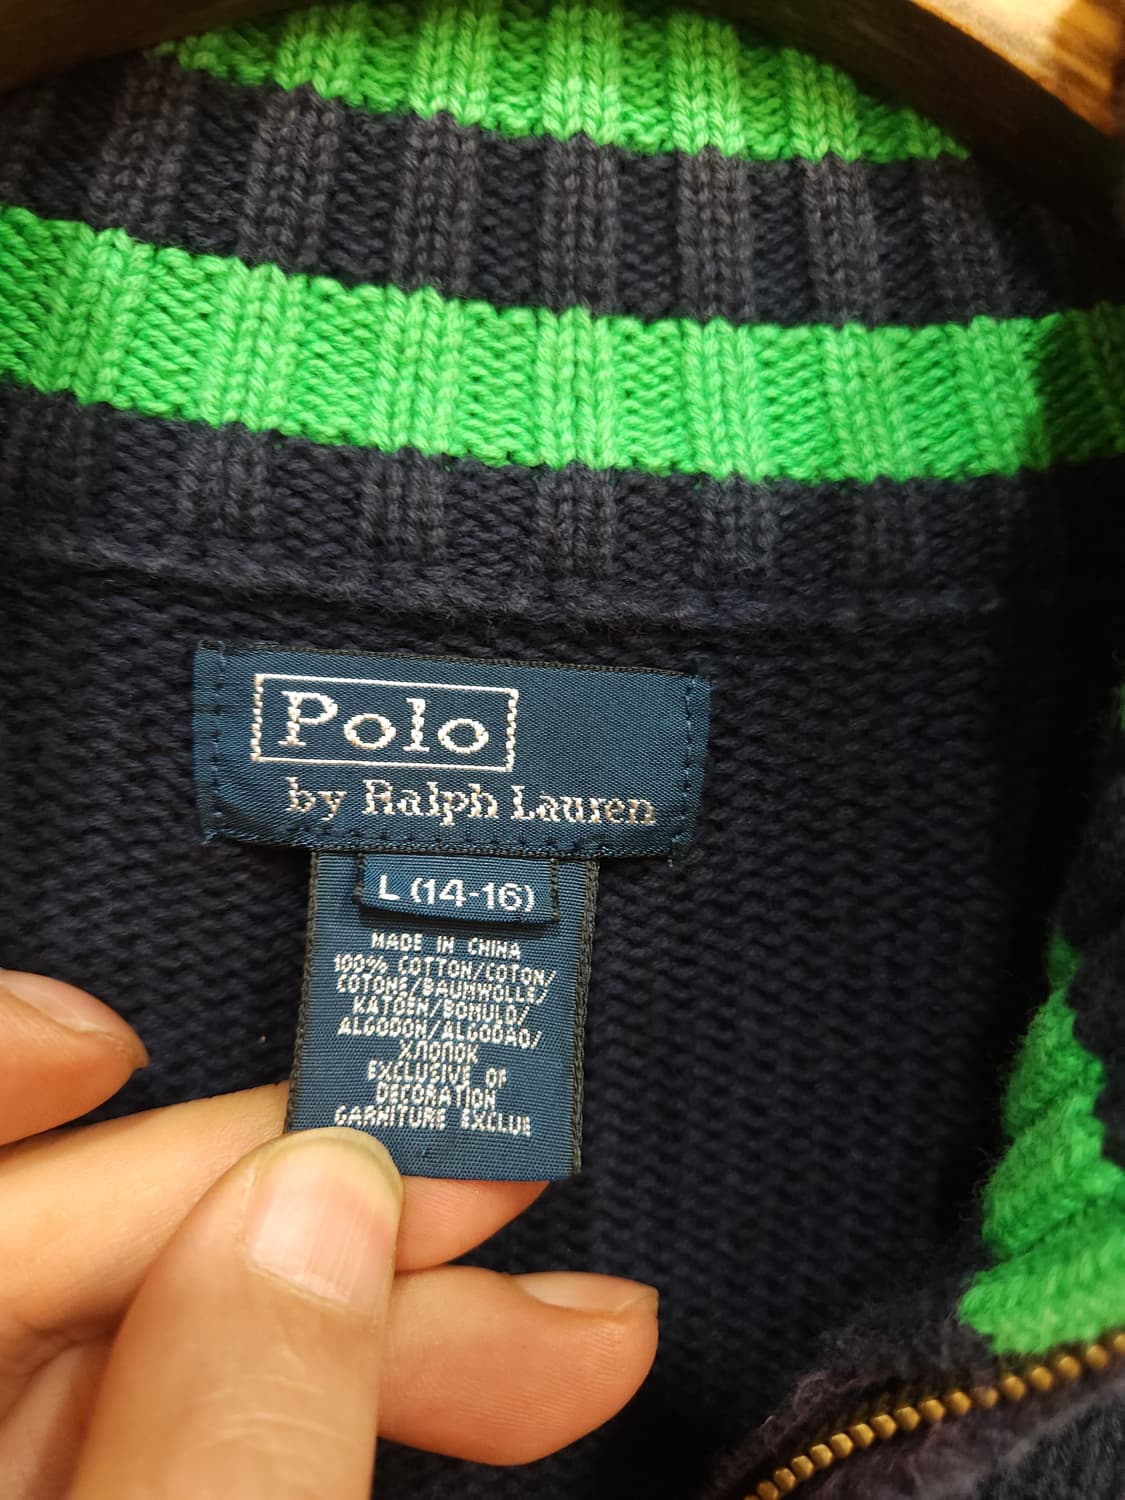 Polo
by Ralph Lauren
L (14-16)
MADE IN CHINA
100% COTTON/COTON/
COTONE/BAUMWOLLE/
KATOEN/BOMULD/
ALGODON/ALGODAO/
ХЛОПОК
EXCLUSIVE OF
DECORATION
GARNITURE EXCLUE